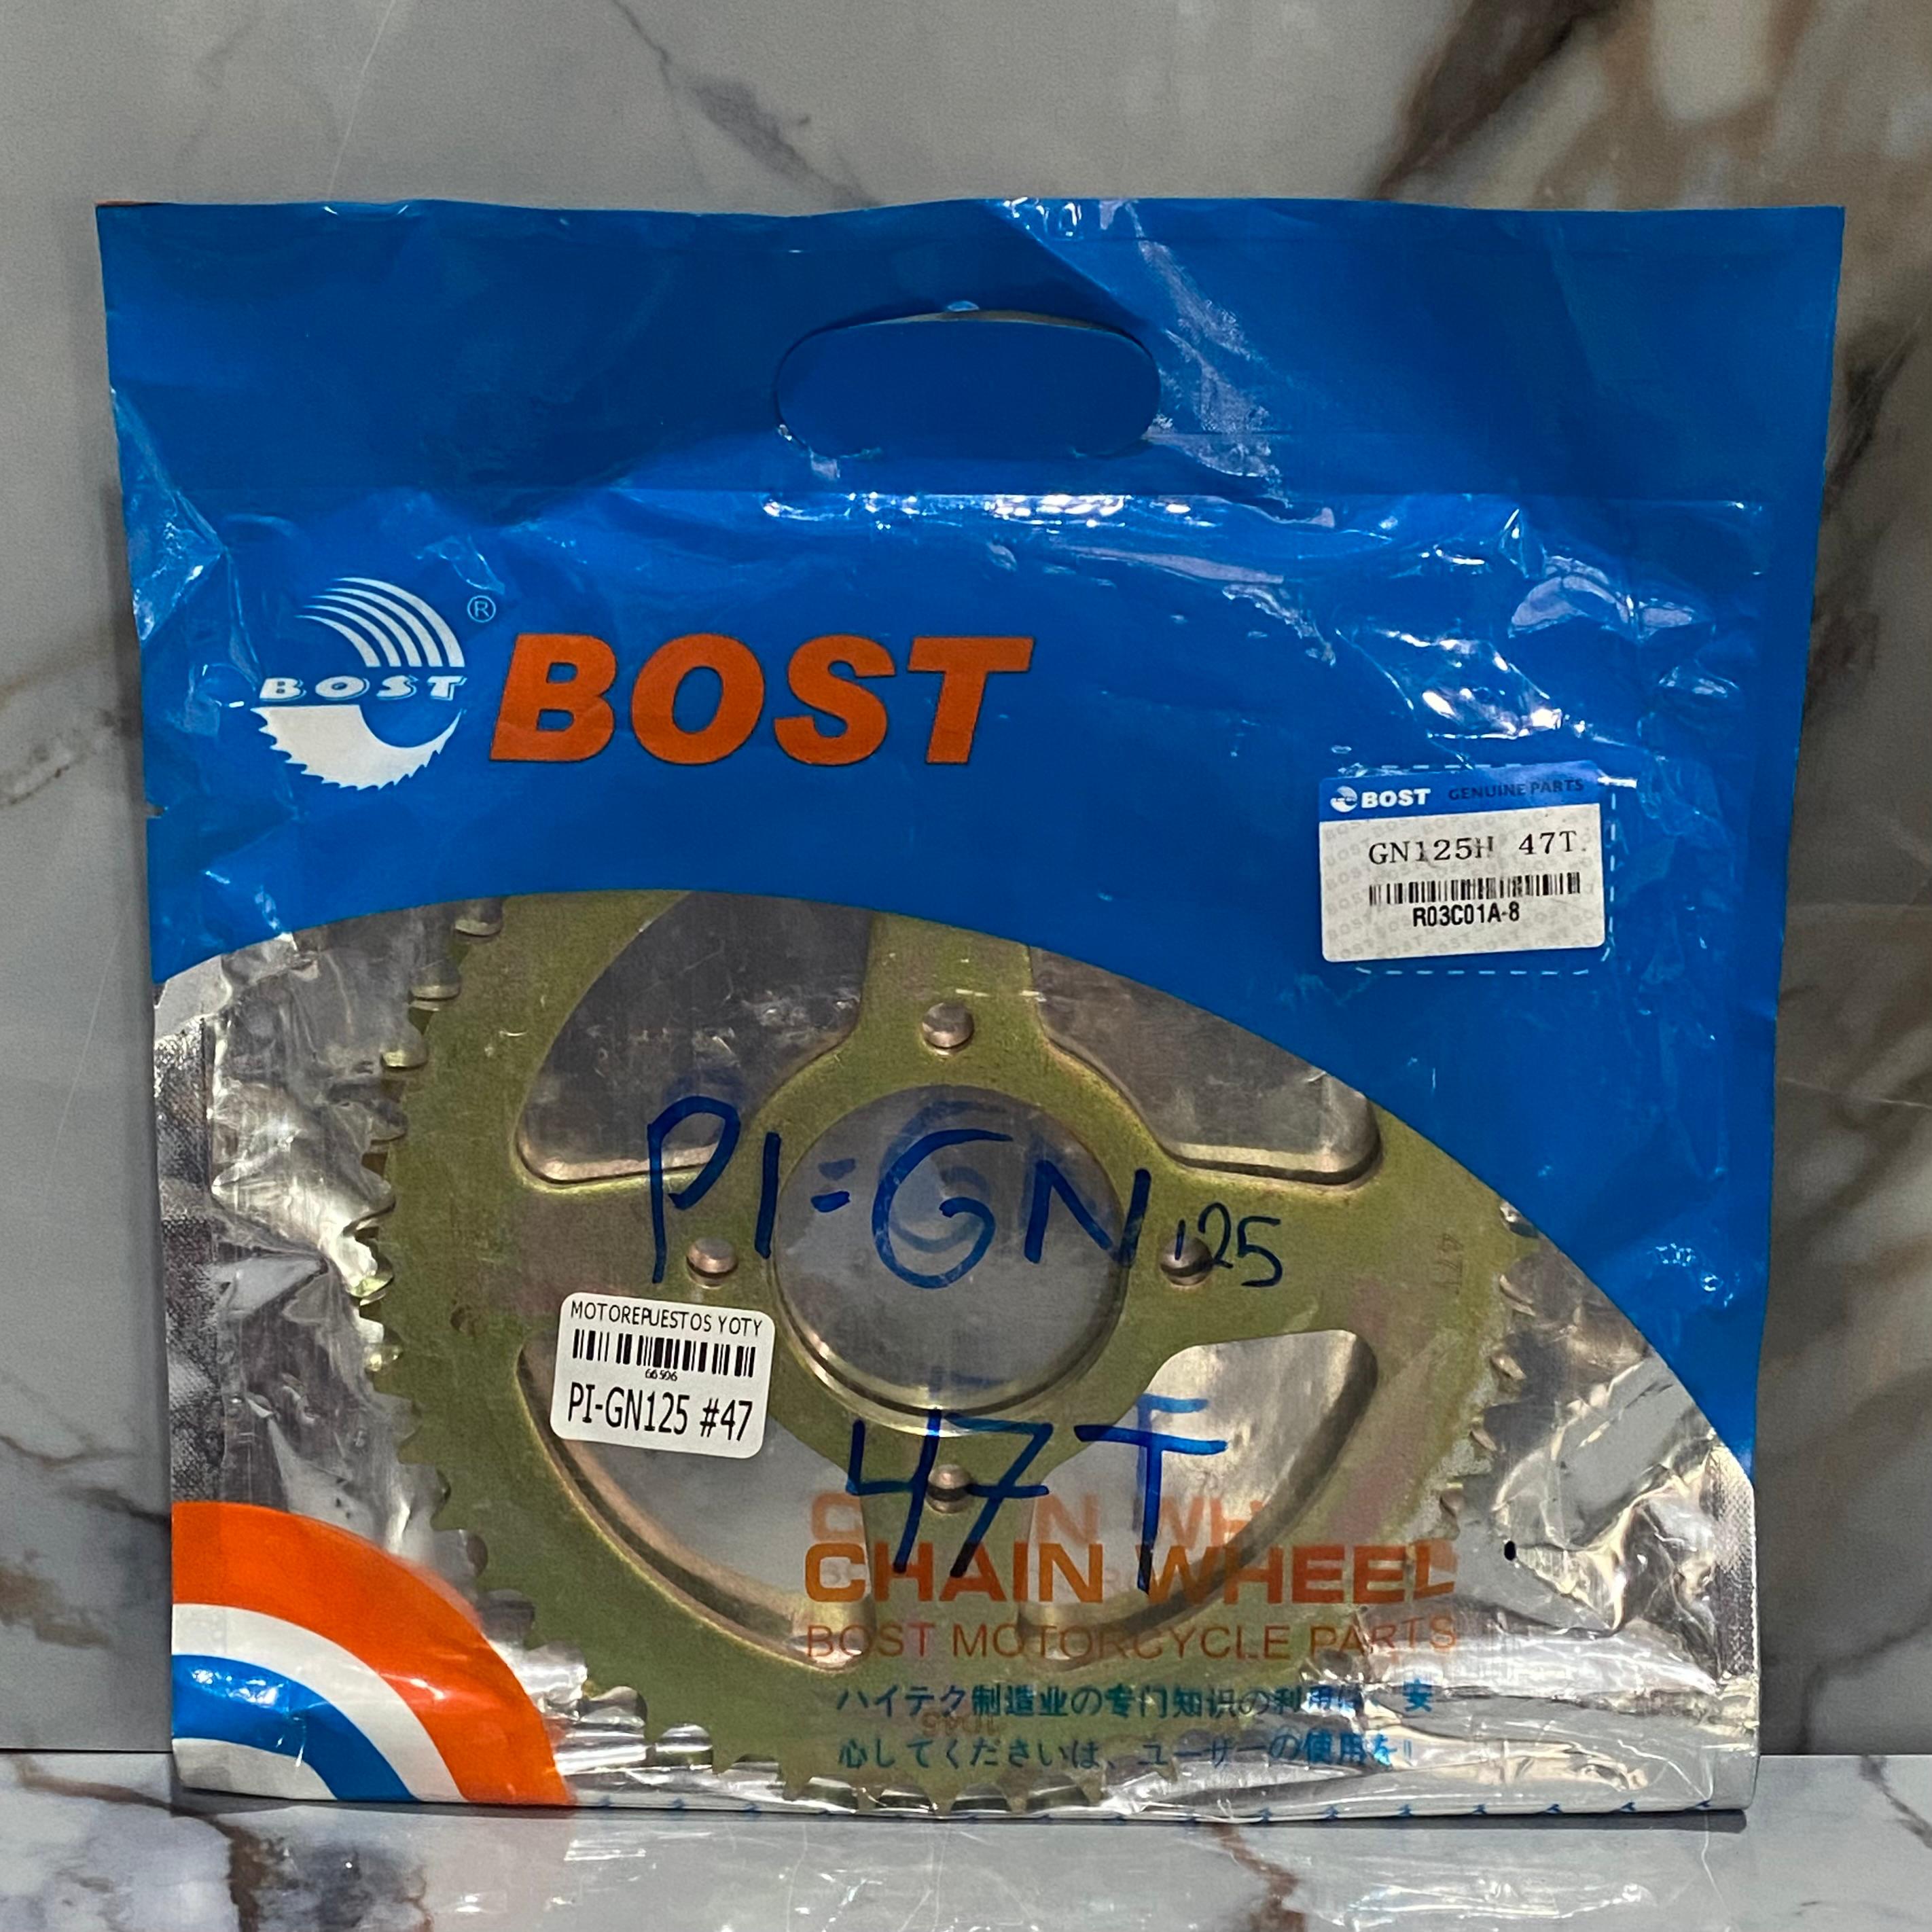 BOST ®
BOST
BOST GENUINE PARTS
GN125H 47T.
R03C01A-8
PI-GN125
47T
MOTOREPUESTOS YOTY
66506
PI-GN125 #47
47T
CHAIN WHEEL
BOST MOTORCYCLE PARTS
ハイテク制造业の专门知识の利用は、安
心してくださいは、ユーザーの使用を